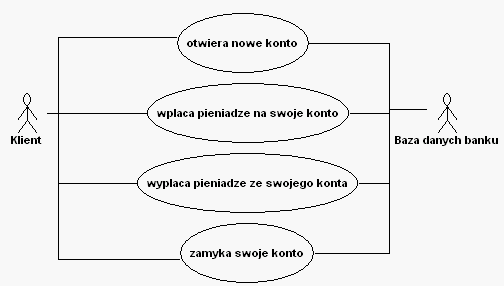 otwiera nowe konto
wplaca pieniadze na swoje konto
Klient
Baza danych banku
wyplaca pieniadze ze swojego konta
zamyka swoje konto